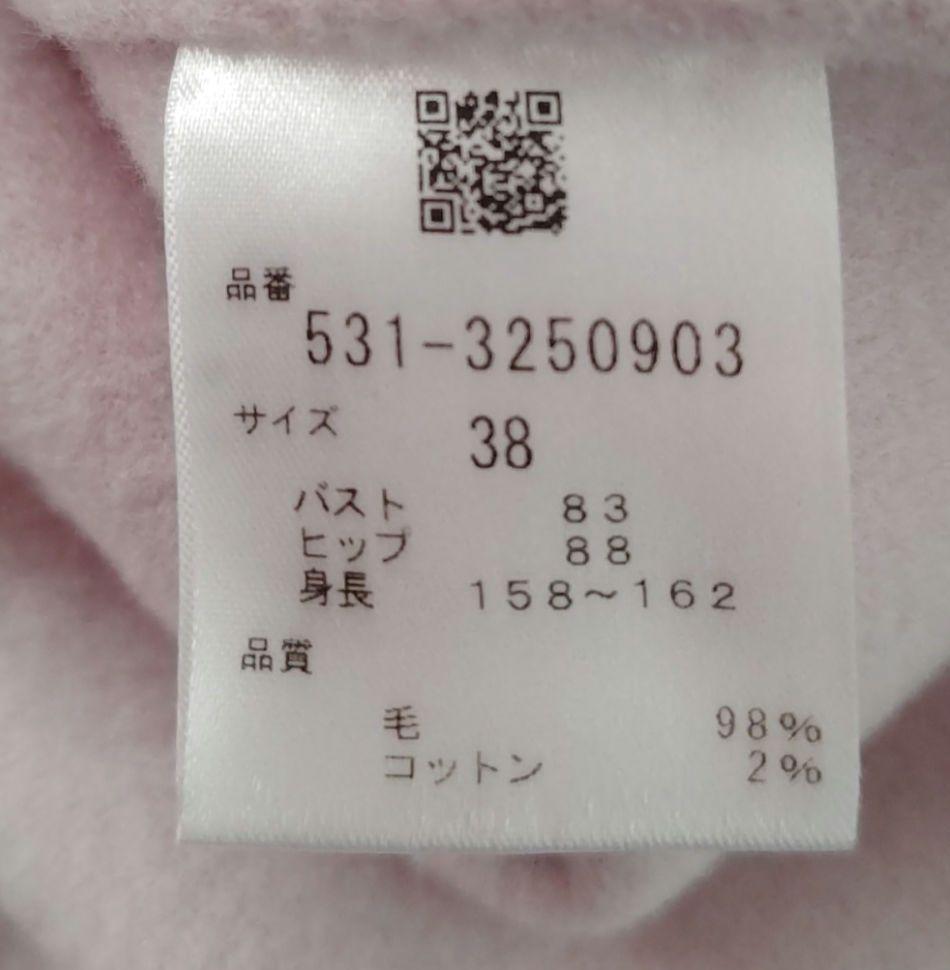 品番
531-3250903
サイズ 38
バスト 83
ヒップ 88
身長 158~162
品質
毛 98%
コットン 2%